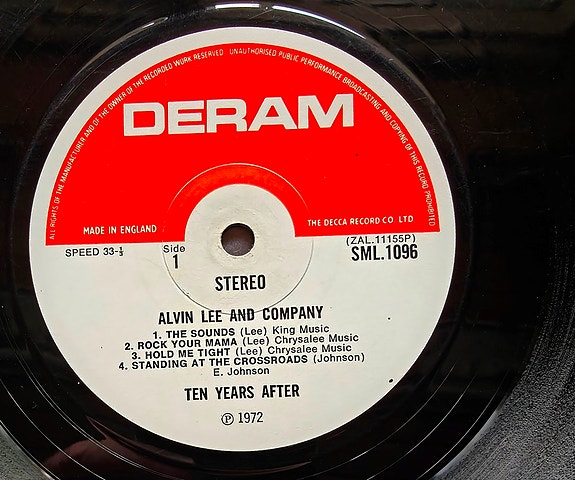 ALL RIGHTS OF THE MANUFACTURER AND OF THE OWNER OF THE RECORDED WORK RESERVED UNAUTHORISED PUBLIC PERFORMANCE BROADCASTING AND COPYING OF THIS RECORD PROHIBITED
DERAM
MADE IN ENGLAND
THE DECCA RECORD CO LTD
SPEED 33-⅓
Side
1
(ZAL.11155P)
SML.1096
STEREO
ALVIN LEE AND COMPANY
1. THE SOUNDS (Lee) King Music
2. ROCK YOUR MAMA (Lee) Chrysalee Music
3. HOLD ME TIGHT (Lee) Chrysalee Music
4. STANDING AT THE CROSSROADS (Johnson)
E. Johnson
TEN YEARS AFTER
℗ 1972